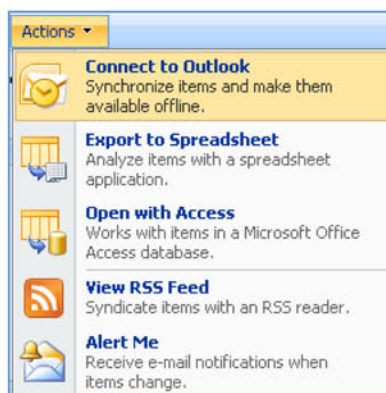 Actions
Connect to Outlook
Synchronize items and make them
available offline.
Export to Spreadsheet
Analyze items with a spreadsheet
application.
Open with Access
Works with items in a Microsoft Office
Access database.
View RSS Feed
Syndicate items with an RSS reader.
Alert Me
Receive e-mail notifications when
items change.